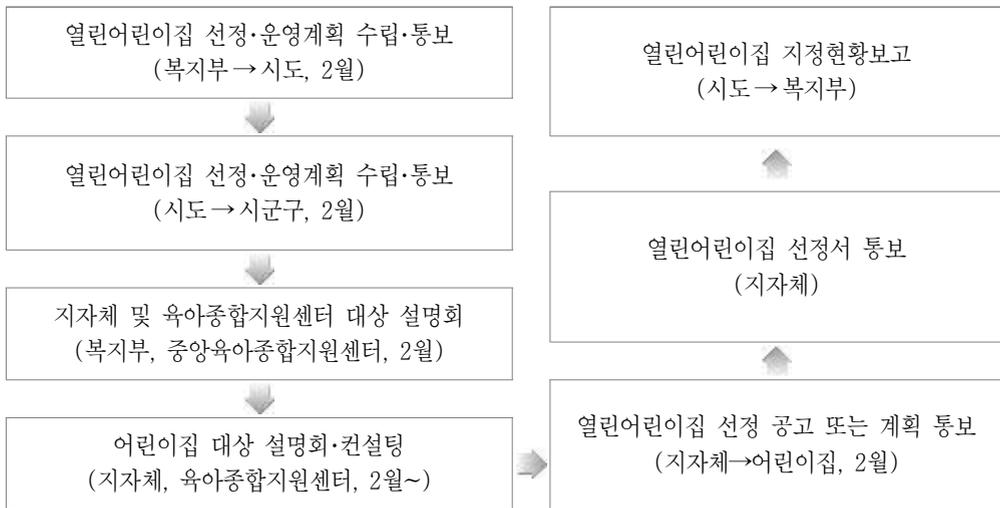 열린어린이집 선정·운영계획 수립·통보
(복지부→시도, 2월)
열린어린이집 선정·운영계획 수립·통보
(시도→시군구, 2월)
지자체 및 육아종합지원센터 대상 설명회
(복지부, 중앙육아종합지원센터, 2월)
어린이집 대상 설명회·컨설팅
(지자체, 육아종합지원센터, 2월~)
열린어린이집 선정 공고 또는 계획 통보
(지자체→어린이집, 2월)
열린어린이집 선정서 통보
(지자체)
열린어린이집 지정현황보고
(시도→복지부)